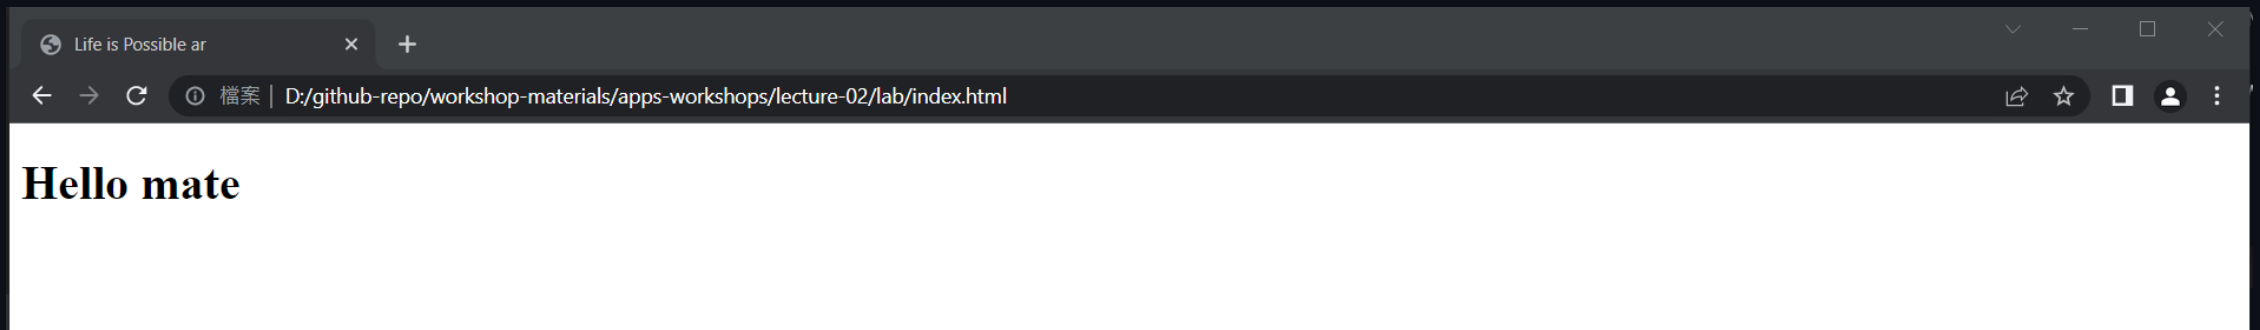 Life is Possible ar
檔案 | D:/github-repo/workshop-materials/apps-workshops/lecture-02/lab/index.html
Hello mate